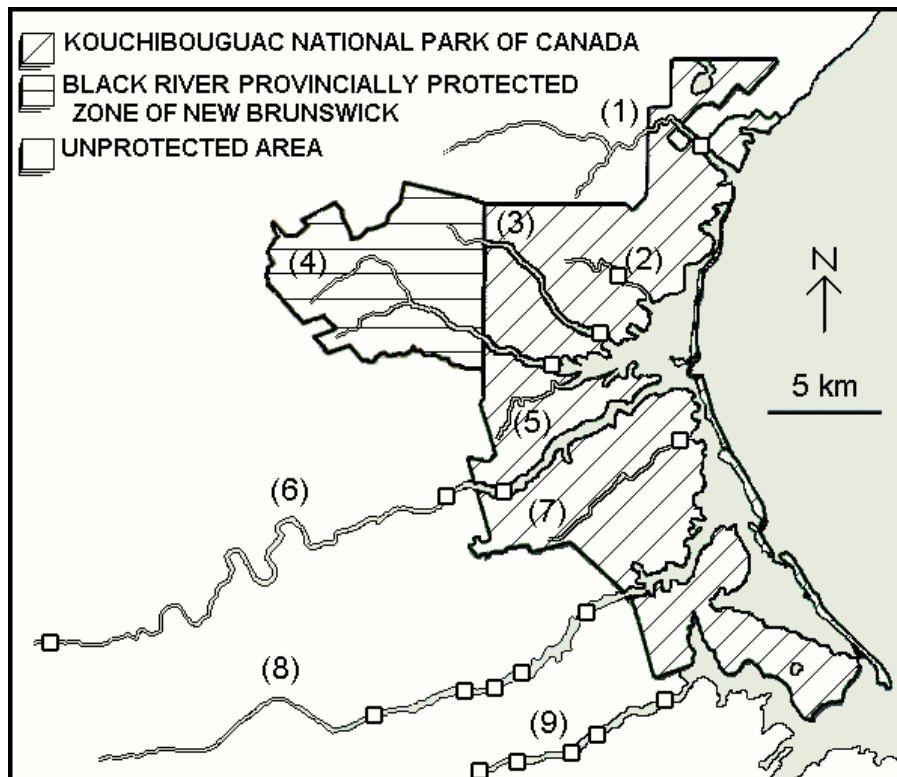 KOUCHIBOUGUAC NATIONAL PARK OF CANADA
BLACK RIVER PROVINCIALLY PROTECTED
ZONE OF NEW BRUNSWICK
UNPROTECTED AREA
(1)
(3)
(2)
(4)
N
5 km
(5)
(6)
(7)
(8)
(9)